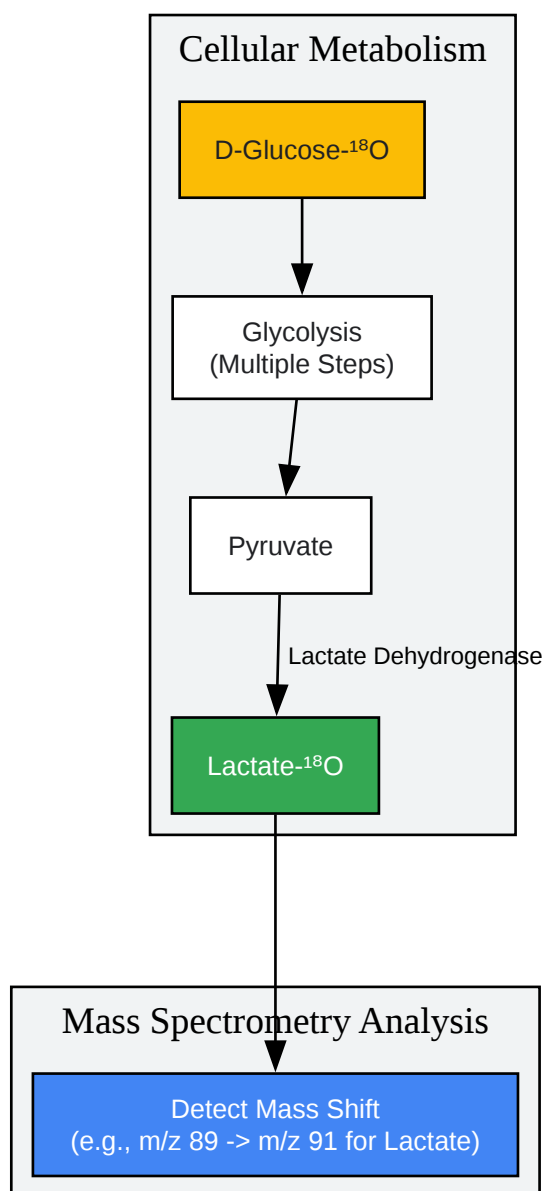 Cellular Metabolism
D-Glucose-¹⁸O
Glycolysis
(Multiple Steps)
Pyruvate
Lactate Dehydrogenase
Lactate-¹⁸O
Mass Spectrometry Analysis
Detect Mass Shift
(e.g., m/z 89 -> m/z 91 for Lactate)